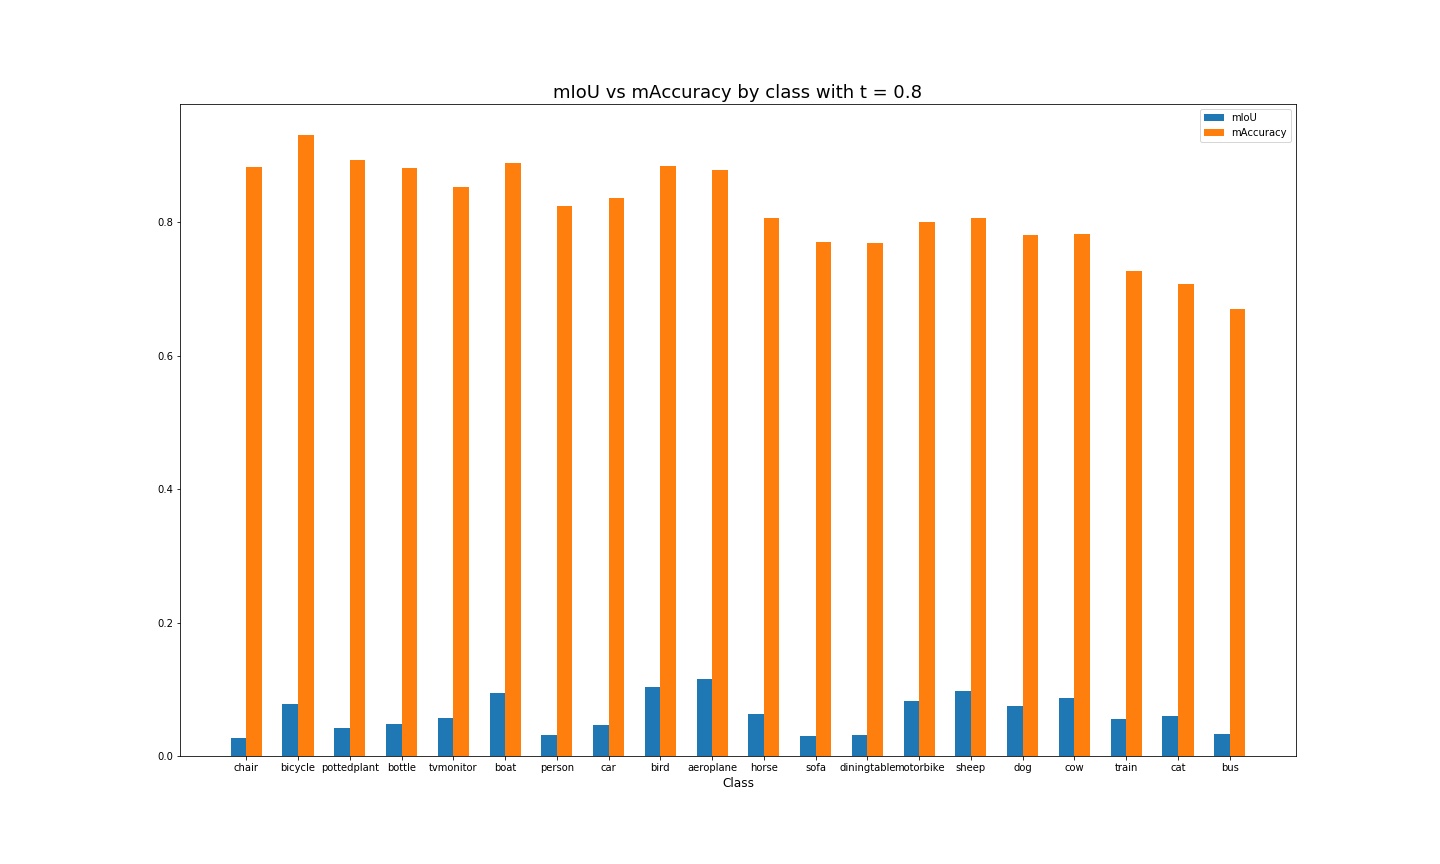 mIoU vs mAccuracy by class with t = 0.8
mIoU
mAccuracy
0.8
0.6
0.4
0.2
0.0
chair bicycle pottedplant bottle tvmonitor boat person car bird aeroplane horse sofa diningtable motorbike sheep dog cow train cat bus
Class